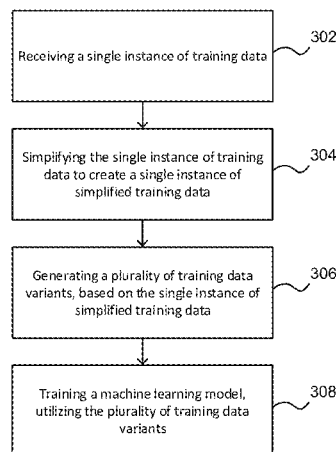 Receiving a single instance of training data
302
Simplifying the single instance of training
data to create a single instance of
simplified training data
304
Generating a plurality of training data
variants, based on the single instance of
simplified training data
306
Training a machine learning model,
utilizing the plurality of training data
variants
308